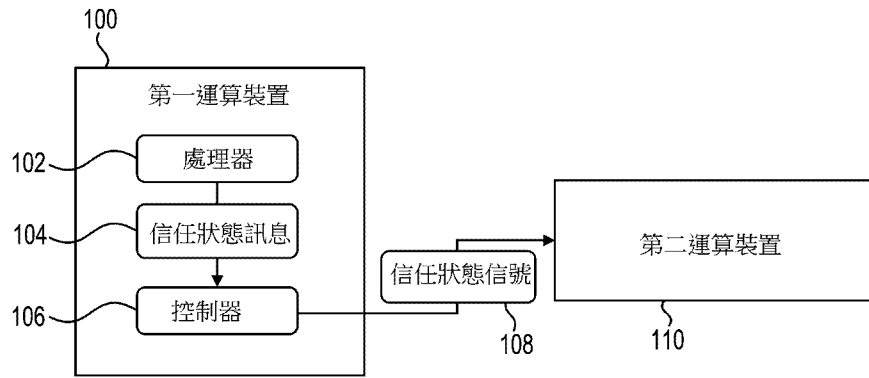 100
第一運算裝置
102
處理器
104
信任狀態訊息
106
控制器
信任狀態信號
108
第二運算裝置
110